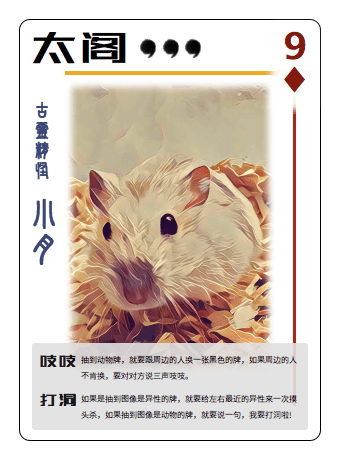 太阁
9
古灵精怪
小夕
吱吱 抽到动物牌，就要跟周边的人换一张黑色的牌，如果周边的人
不肯换，要对对方说三声吱吱。
打洞 如果是抽到图像是异性的牌，就要给左右最近的异性来一次摸
头杀，如果抽到图像是动物的牌，就要说一句，我要打洞啦!